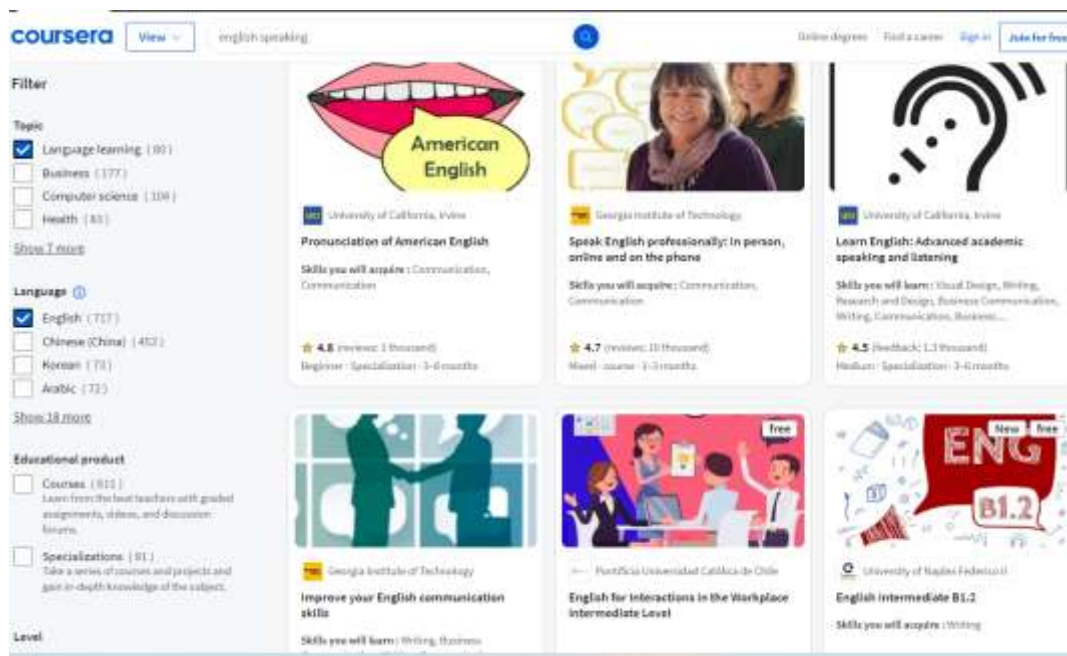 coursera
View
english speaking
Online degrees
Find a career
Sign in
Join for free
Filter
Topic
Language learning (80)
Business (177)
Computer science
Health
Show 7 more
Language
English (717)
Chinese (China) (452)
Korean (73)
Arabic (72)
Show 18 more
Educational product
Courses
Learn from the best teachers with graded
assignments, videos, and discussion
forums.
Specializations (91)
Take a series of courses and projects and
gain in-depth knowledge of the subject.
Level
American
English
University of California, Irvine
Pronunciation of American English
Skills you will acquire : Communication,
Communication
4.8 (reviews: 3 thousand)
Beginner · Specialization · 3-6 months
Georgia Institute of Technology
Speak English professionally: In person,
online and on the phone
Skills you will acquire : Communication,
Communication
4.7 (reviews: 10 thousand)
Mixed · course · 1-3 months
University of California, Irvine
Learn English: Advanced academic
speaking and listening
Skills you will learn : Visual Design, Writing,
Research and Design, Business Communication,
Writing, Communication, Business...
4.5 (feedback: 1.3 thousand)
Medium · Specialization · 3-6 months
Georgia Institute of Technology
Improve your English communication
skills
Skills you will learn : Writing, Business
free
Pontificia Universidad Católica de Chile
English for Interactions in the Workplace
Intermediate Level
New
free
ENG
B1.2
University of Naples Federico II
English intermediate B1.2
Skills you will acquire : Writing